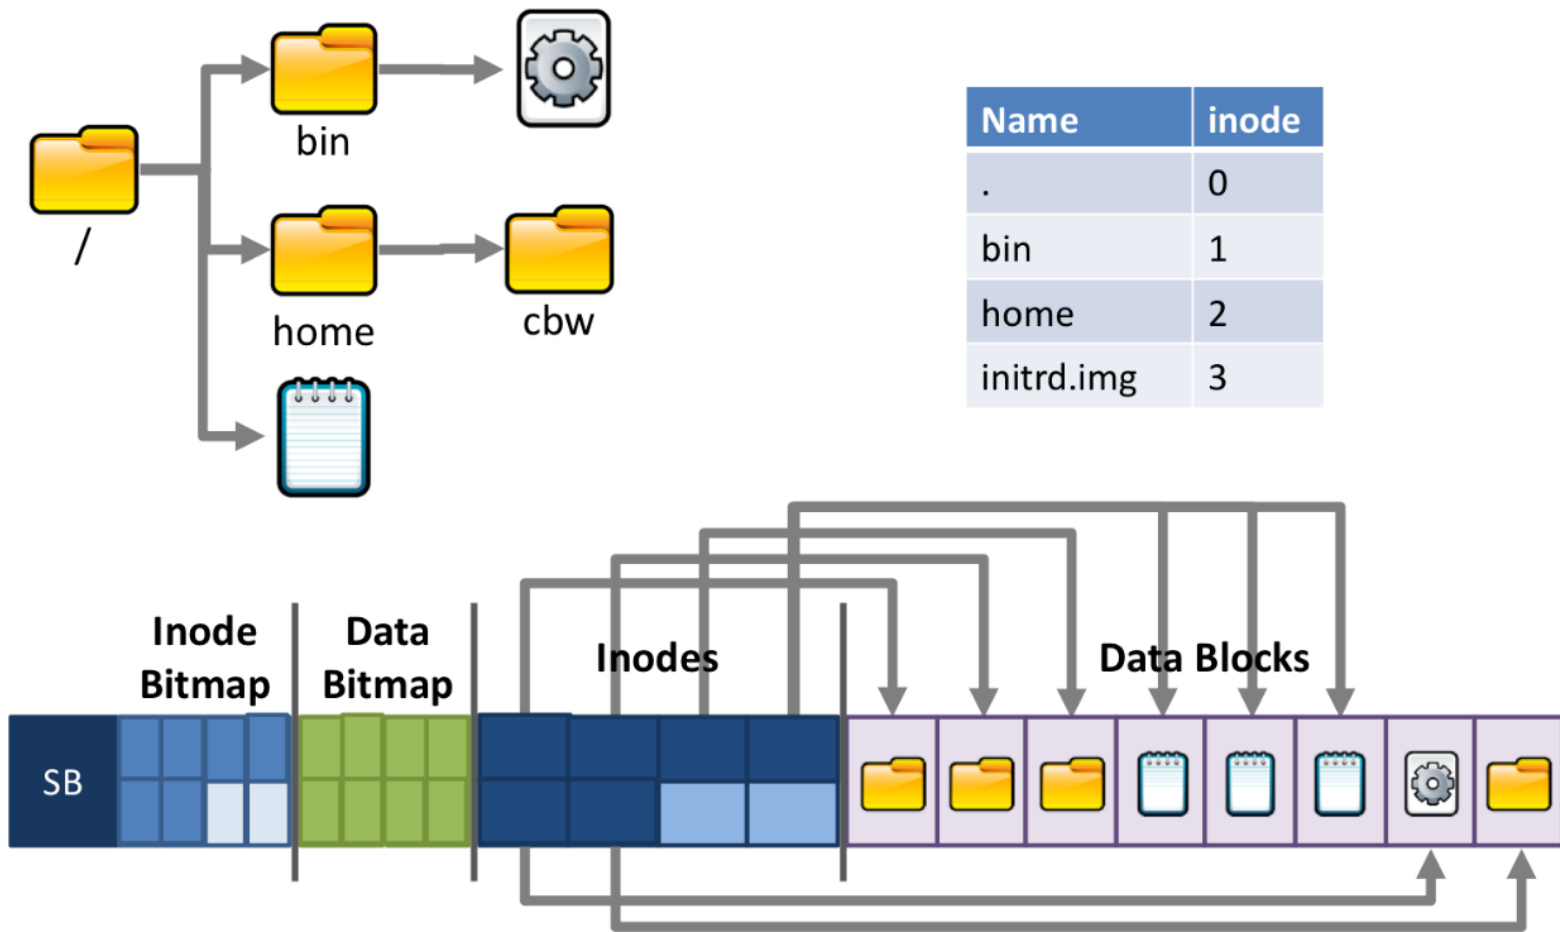 bin
/
home
cbw
Name inode
. 0
bin 1
home 2
initrd.img 3
Inode
Bitmap
Data
Bitmap
Inodes
Data Blocks
SB